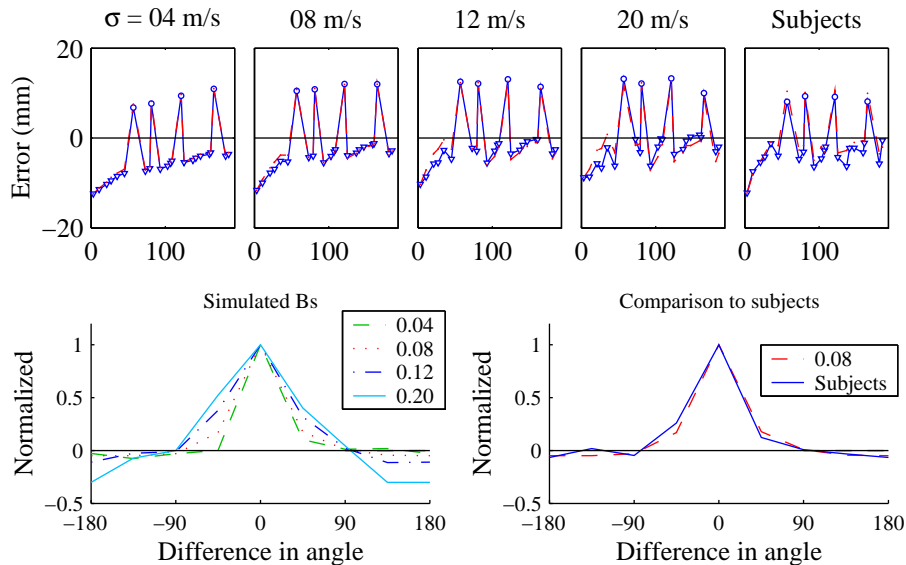 σ = 04 m/s 08 m/s 12 m/s 20 m/s Subjects
20
0
−20
Error (mm)
0 100 0 100 0 100 0 100 0 100
Simulated Bs
0.04
0.08
0.12
0.20
1
0.5
0
−0.5
Normalized
−180 −90 0 90 180
Difference in angle
Comparison to subjects
0.08
Subjects
1
0.5
0
−0.5
Normalized
−180 −90 0 90 180
Difference in angle